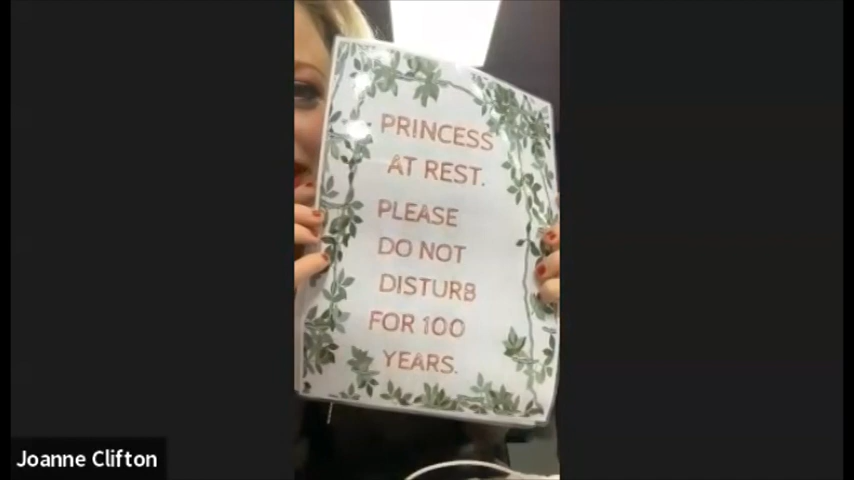 PRINCESS
AT REST.
PLEASE
DO NOT
DISTURB
FOR 100
YEARS.
Joanne Clifton